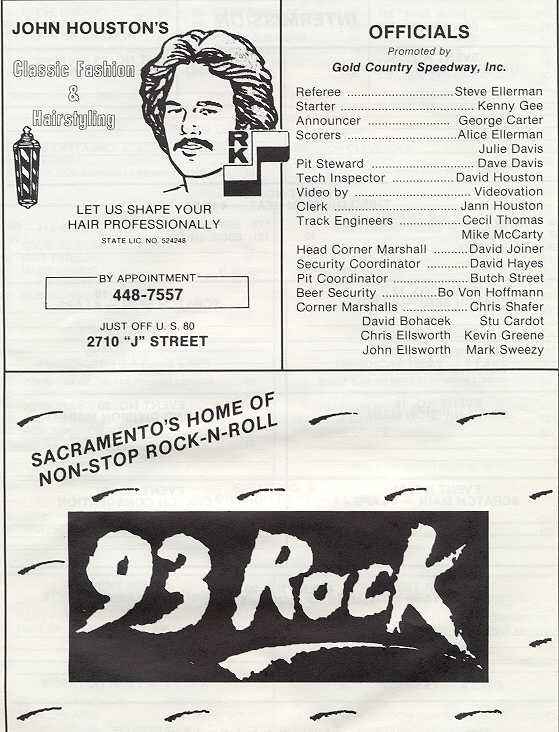 JOHN HOUSTON'S
Classic Fashion
&
Hairstyling
RK
LET US SHAPE YOUR
HAIR PROFESSIONALLY
STATE LIC. NO. 524248
BY APPOINTMENT
448-7557
JUST OFF U. S. 80
2710 "J" STREET
OFFICIALS
Promoted by
Gold Country Speedway, Inc.
Referee ..........................Steve Ellerman
Starter ..............................Kenny Gee
Announcer ......................George Carter
Scorers ..........................Alice Ellerman
Julie Davis
Pit Steward ........................Dave Davis
Tech Inspector .................David Houston
Video by ..........................Videovation
Clerk ..............................Jann Houston
Track Engineers ................Cecil Thomas
Mike McCarty
Head Corner Marshall .........David Joiner
Security Coordinator ..........David Hayes
Pit Coordinator .................Butch Street
Beer Security .............Bo Von Hoffmann
Corner Marshalls ................Chris Shafer
David Bohacek Stu Cardot
Chris Ellsworth Kevin Greene
John Ellsworth Mark Sweezy
SACRAMENTO'S HOME OF
NON-STOP ROCK-N-ROLL
93 Rock